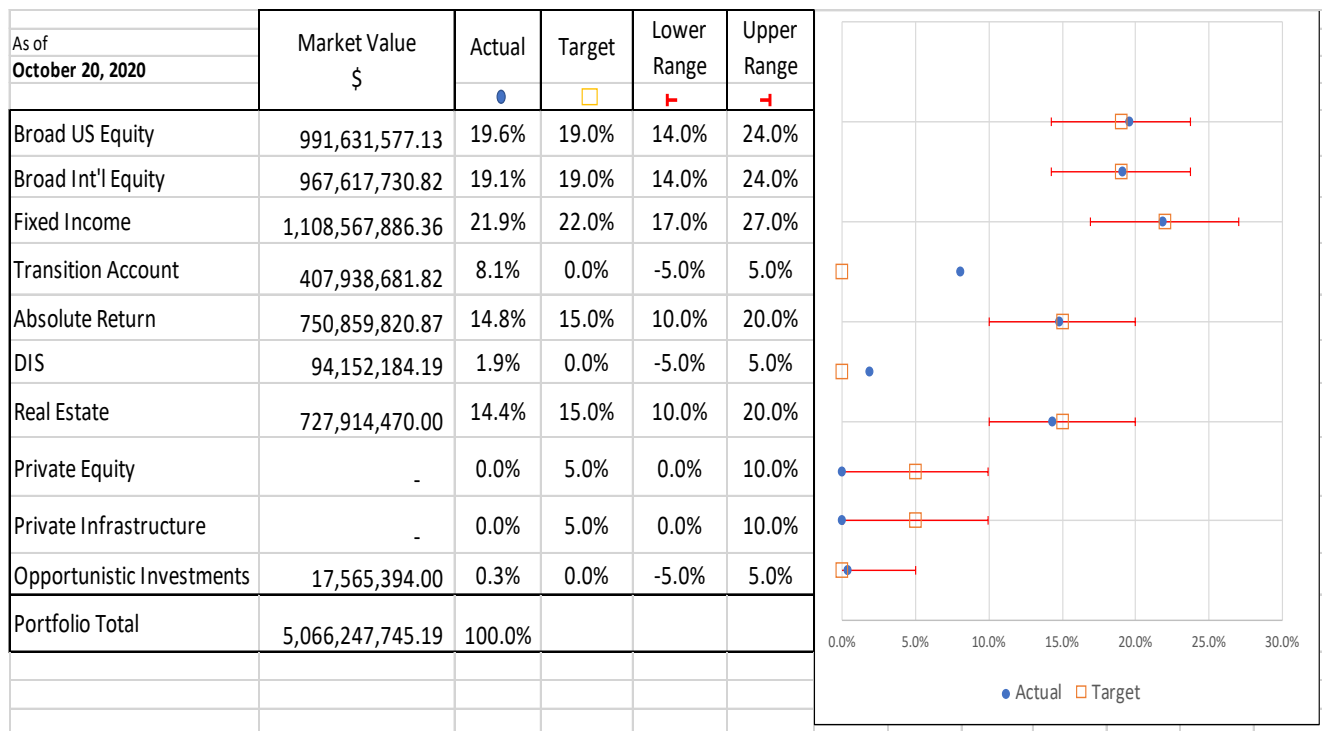 As of
October 20, 2020
Market Value
$
Actual
Target
Lower
Range
Upper
Range
Broad US Equity 991,631,577.13 19.6% 19.0% 14.0% 24.0%
Broad Int'l Equity 967,617,730.82 19.1% 19.0% 14.0% 24.0%
Fixed Income 1,108,567,886.36 21.9% 22.0% 17.0% 27.0%
Transition Account 407,938,681.82 8.1% 0.0% -5.0% 5.0%
Absolute Return 750,859,820.87 14.8% 15.0% 10.0% 20.0%
DIS 94,152,184.19 1.9% 0.0% -5.0% 5.0%
Real Estate 727,914,470.00 14.4% 15.0% 10.0% 20.0%
Private Equity - 0.0% 5.0% 0.0% 10.0%
Private Infrastructure - 0.0% 5.0% 0.0% 10.0%
Opportunistic Investments 17,565,394.00 0.3% 0.0% -5.0% 5.0%
Portfolio Total 5,066,247,745.19 100.0%
0.0% 5.0% 10.0% 15.0% 20.0% 25.0% 30.0%
Actual Target